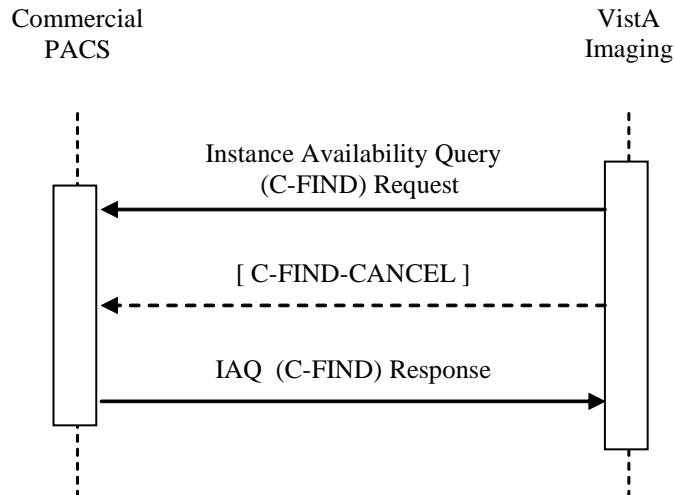 Commercial
PACS
VistA
Imaging
Instance Availability Query
(C-FIND) Request
[ C-FIND-CANCEL ]
IAQ (C-FIND) Response